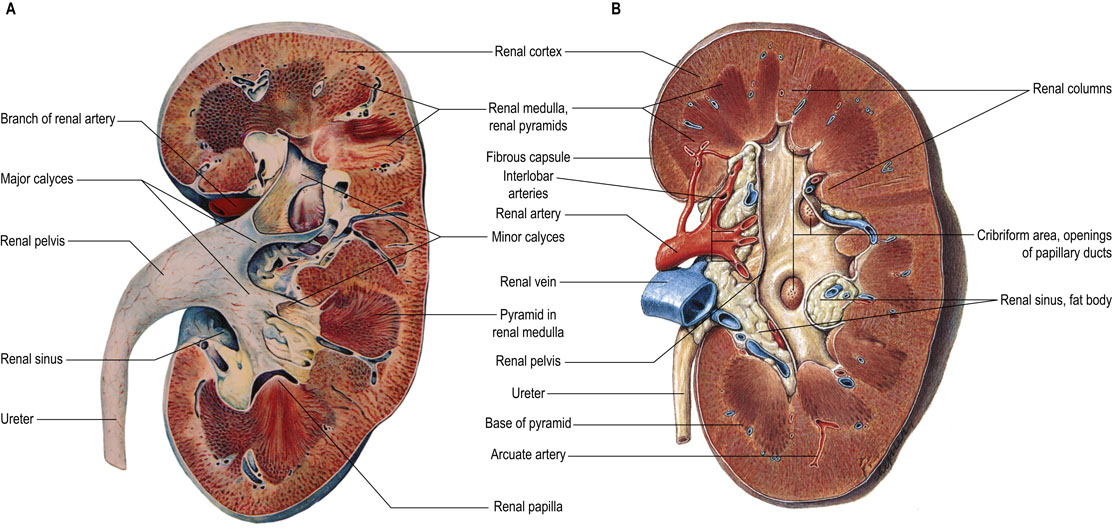 A
Branch of renal artery
Major calyces
Renal pelvis
Renal sinus
Ureter
Renal cortex
Renal medulla,
renal pyramids
Fibrous capsule
Interlobar
arteries
Renal artery
Minor calyces
Renal vein
Pyramid in
renal medulla
Renal pelvis
Ureter
Base of pyramid
Arcuate artery
Renal papilla
B
Renal columns
Cribriform area, openings
of papillary ducts
Renal sinus, fat body